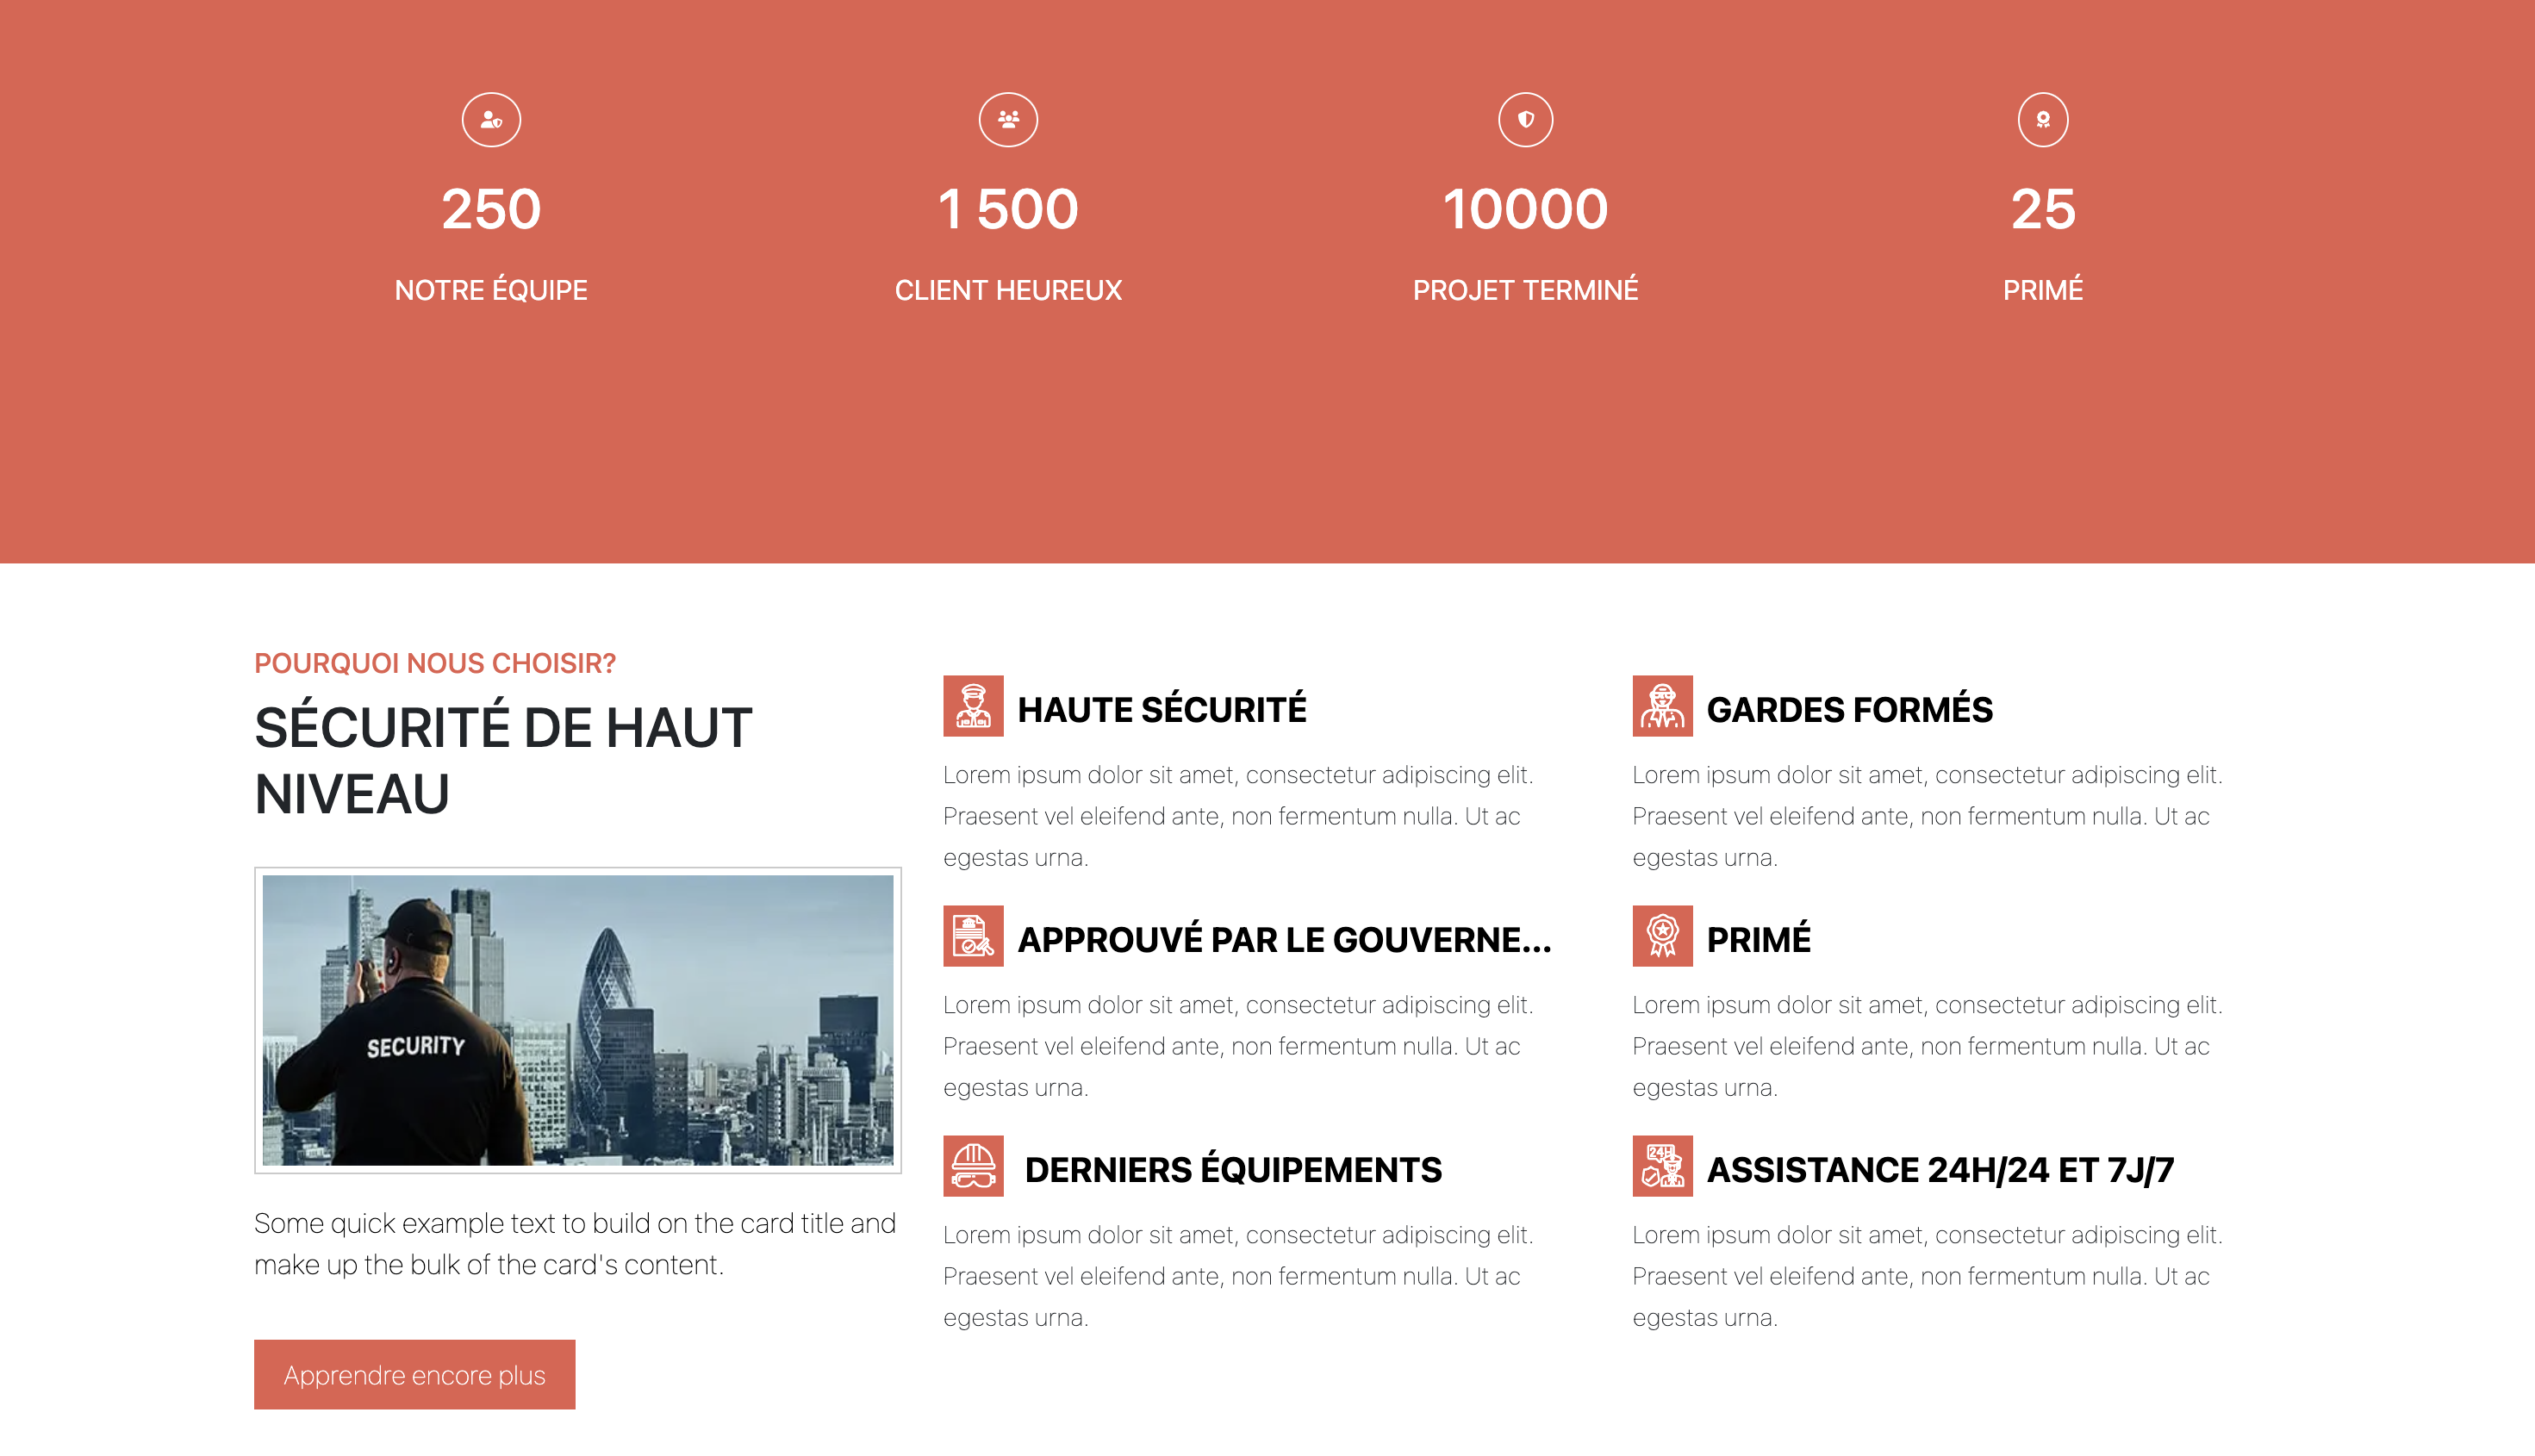 250
NOTRE ÉQUIPE
1 500
CLIENT HEUREUX
10000
PROJET TERMINÉ
25
PRIMÉ
POURQUOI NOUS CHOISIR?
SÉCURITÉ DE HAUT
NIVEAU
SECURITY
Some quick example text to build on the card title and
make up the bulk of the card's content.
Apprendre encore plus
HAUTE SÉCURITÉ
Lorem ipsum dolor sit amet, consectetur adipiscing elit.
Praesent vel eleifend ante, non fermentum nulla. Ut ac
egestas urna.
GARDES FORMÉS
Lorem ipsum dolor sit amet, consectetur adipiscing elit.
Praesent vel eleifend ante, non fermentum nulla. Ut ac
egestas urna.
APPROUVÉ PAR LE GOUVERNE...
Lorem ipsum dolor sit amet, consectetur adipiscing elit.
Praesent vel eleifend ante, non fermentum nulla. Ut ac
egestas urna.
PRIMÉ
Lorem ipsum dolor sit amet, consectetur adipiscing elit.
Praesent vel eleifend ante, non fermentum nulla. Ut ac
egestas urna.
DERNIERS ÉQUIPEMENTS
Lorem ipsum dolor sit amet, consectetur adipiscing elit.
Praesent vel eleifend ante, non fermentum nulla. Ut ac
egestas urna.
24H
ASSISTANCE 24H/24 ET 7J/7
Lorem ipsum dolor sit amet, consectetur adipiscing elit.
Praesent vel eleifend ante, non fermentum nulla. Ut ac
egestas urna.